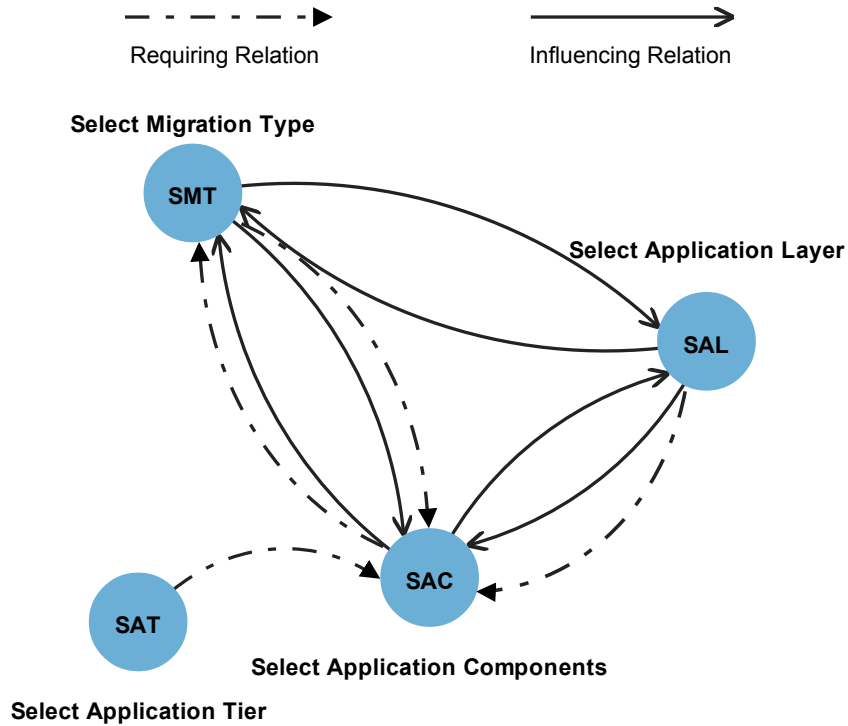 Requiring Relation
Influencing Relation
Select Migration Type
SMT
Select Application Layer
SAL
SAC
SAT
Select Application Components
Select Application Tier